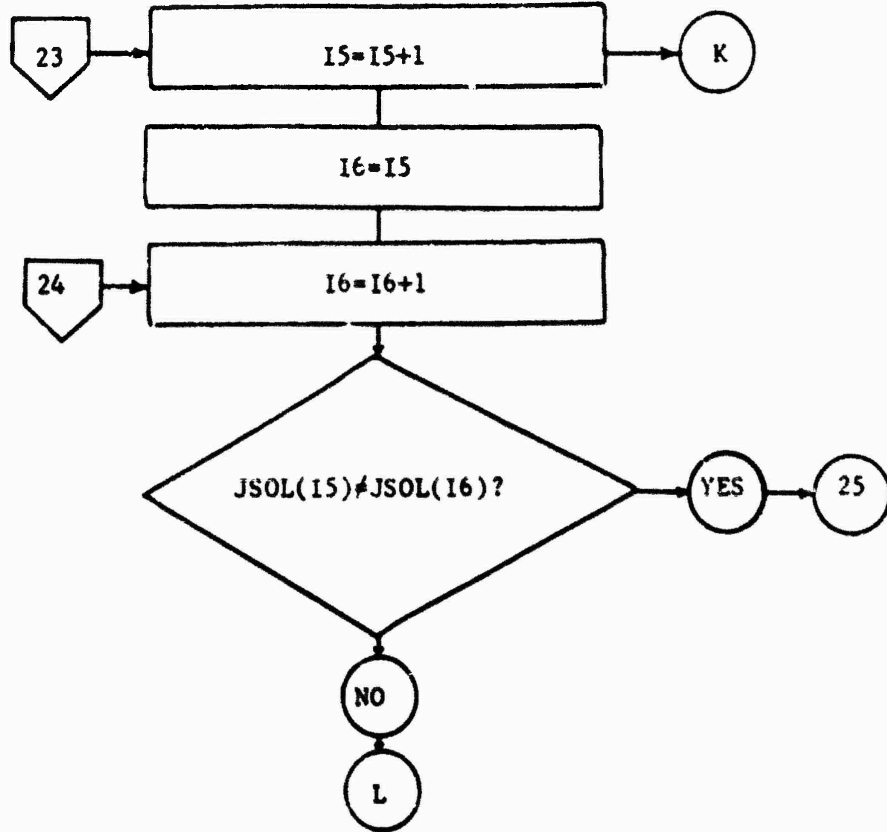 23
I5=I5+1
K
I6=I5
24
I6=I6+1
JSOL(I5)≠JSOL(I6)?
YES
25
NO
L